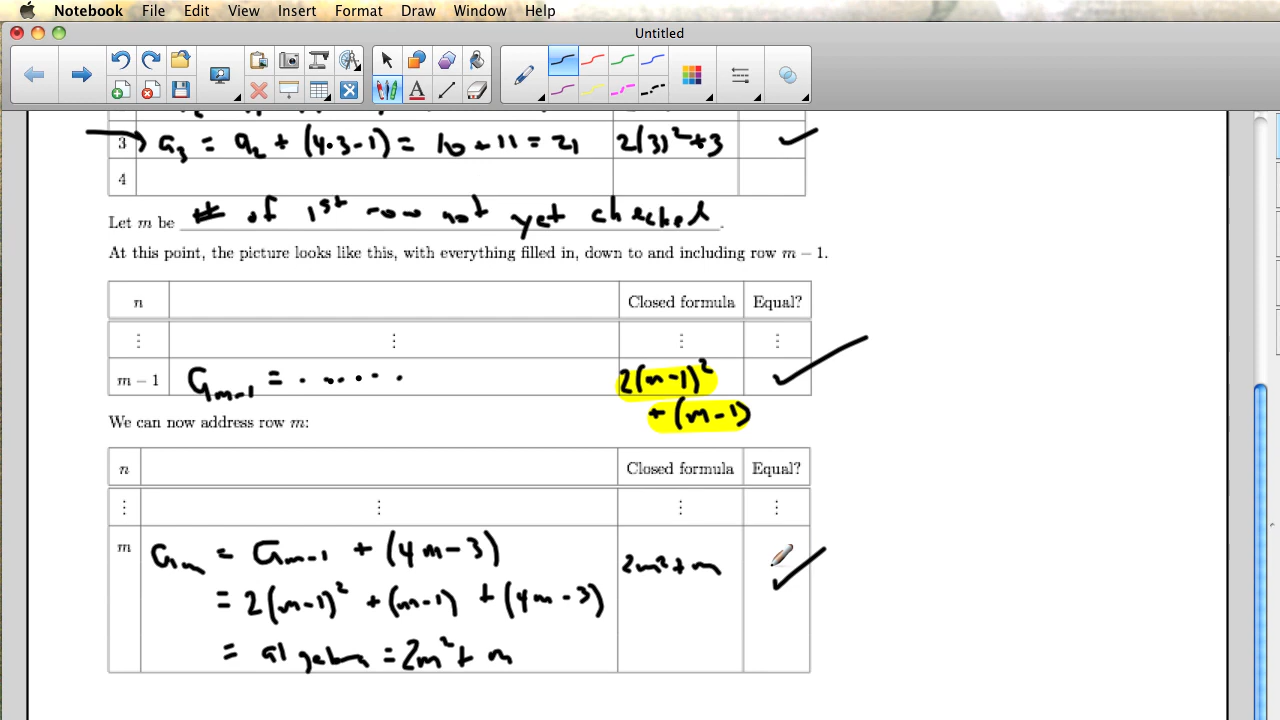 Notebook File Edit View Insert Format Draw Window Help
Untitled
3 a₃ = a₂ + (4·3-1) = 10 + 11 = 21 2(3)²+3 ✓
4
Let m be # of 1st row not yet checked.
At this point, the picture looks like this, with everything filled in, down to and including row m − 1.
n Closed formula Equal?
⋮ ⋮ ⋮ ⋮
m − 1 a_{m-1} = . . . . . . 2(m-1)² ✓
+ (m-1)
We can now address row m:
n Closed formula Equal?
⋮ ⋮ ⋮ ⋮
m a_m = a_{m-1} + (4m-3) 2m²+m ✓
= 2(m-1)² + (m-1) + (4m-3)
= algebra = 2m² + m